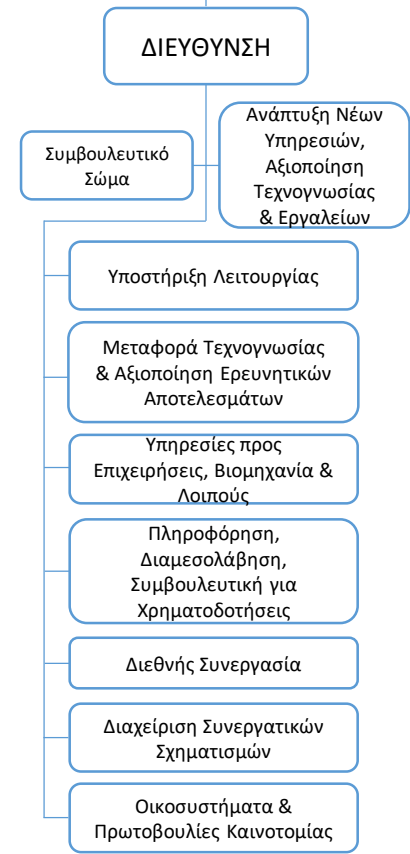 ΔΙΕΥΘΥΝΣΗ
Συμβουλευτικό
Σώμα
Ανάπτυξη Νέων
Υπηρεσιών,
Αξιοποίηση
Τεχνογνωσίας
& Εργαλείων
Υποστήριξη Λειτουργίας
Μεταφορά Τεχνογνωσίας
& Αξιοποίηση Ερευνητικών
Αποτελεσμάτων
Υπηρεσίες προς
Επιχειρήσεις, Βιομηχανία &
Λοιπούς
Πληροφόρηση,
Διαμεσολάβηση,
Συμβουλευτική για
Χρηματοδοτήσεις
Διεθνής Συνεργασία
Διαχείριση Συνεργατικών
Σχηματισμών
Οικοσυστήματα &
Πρωτοβουλίες Καινοτομίας